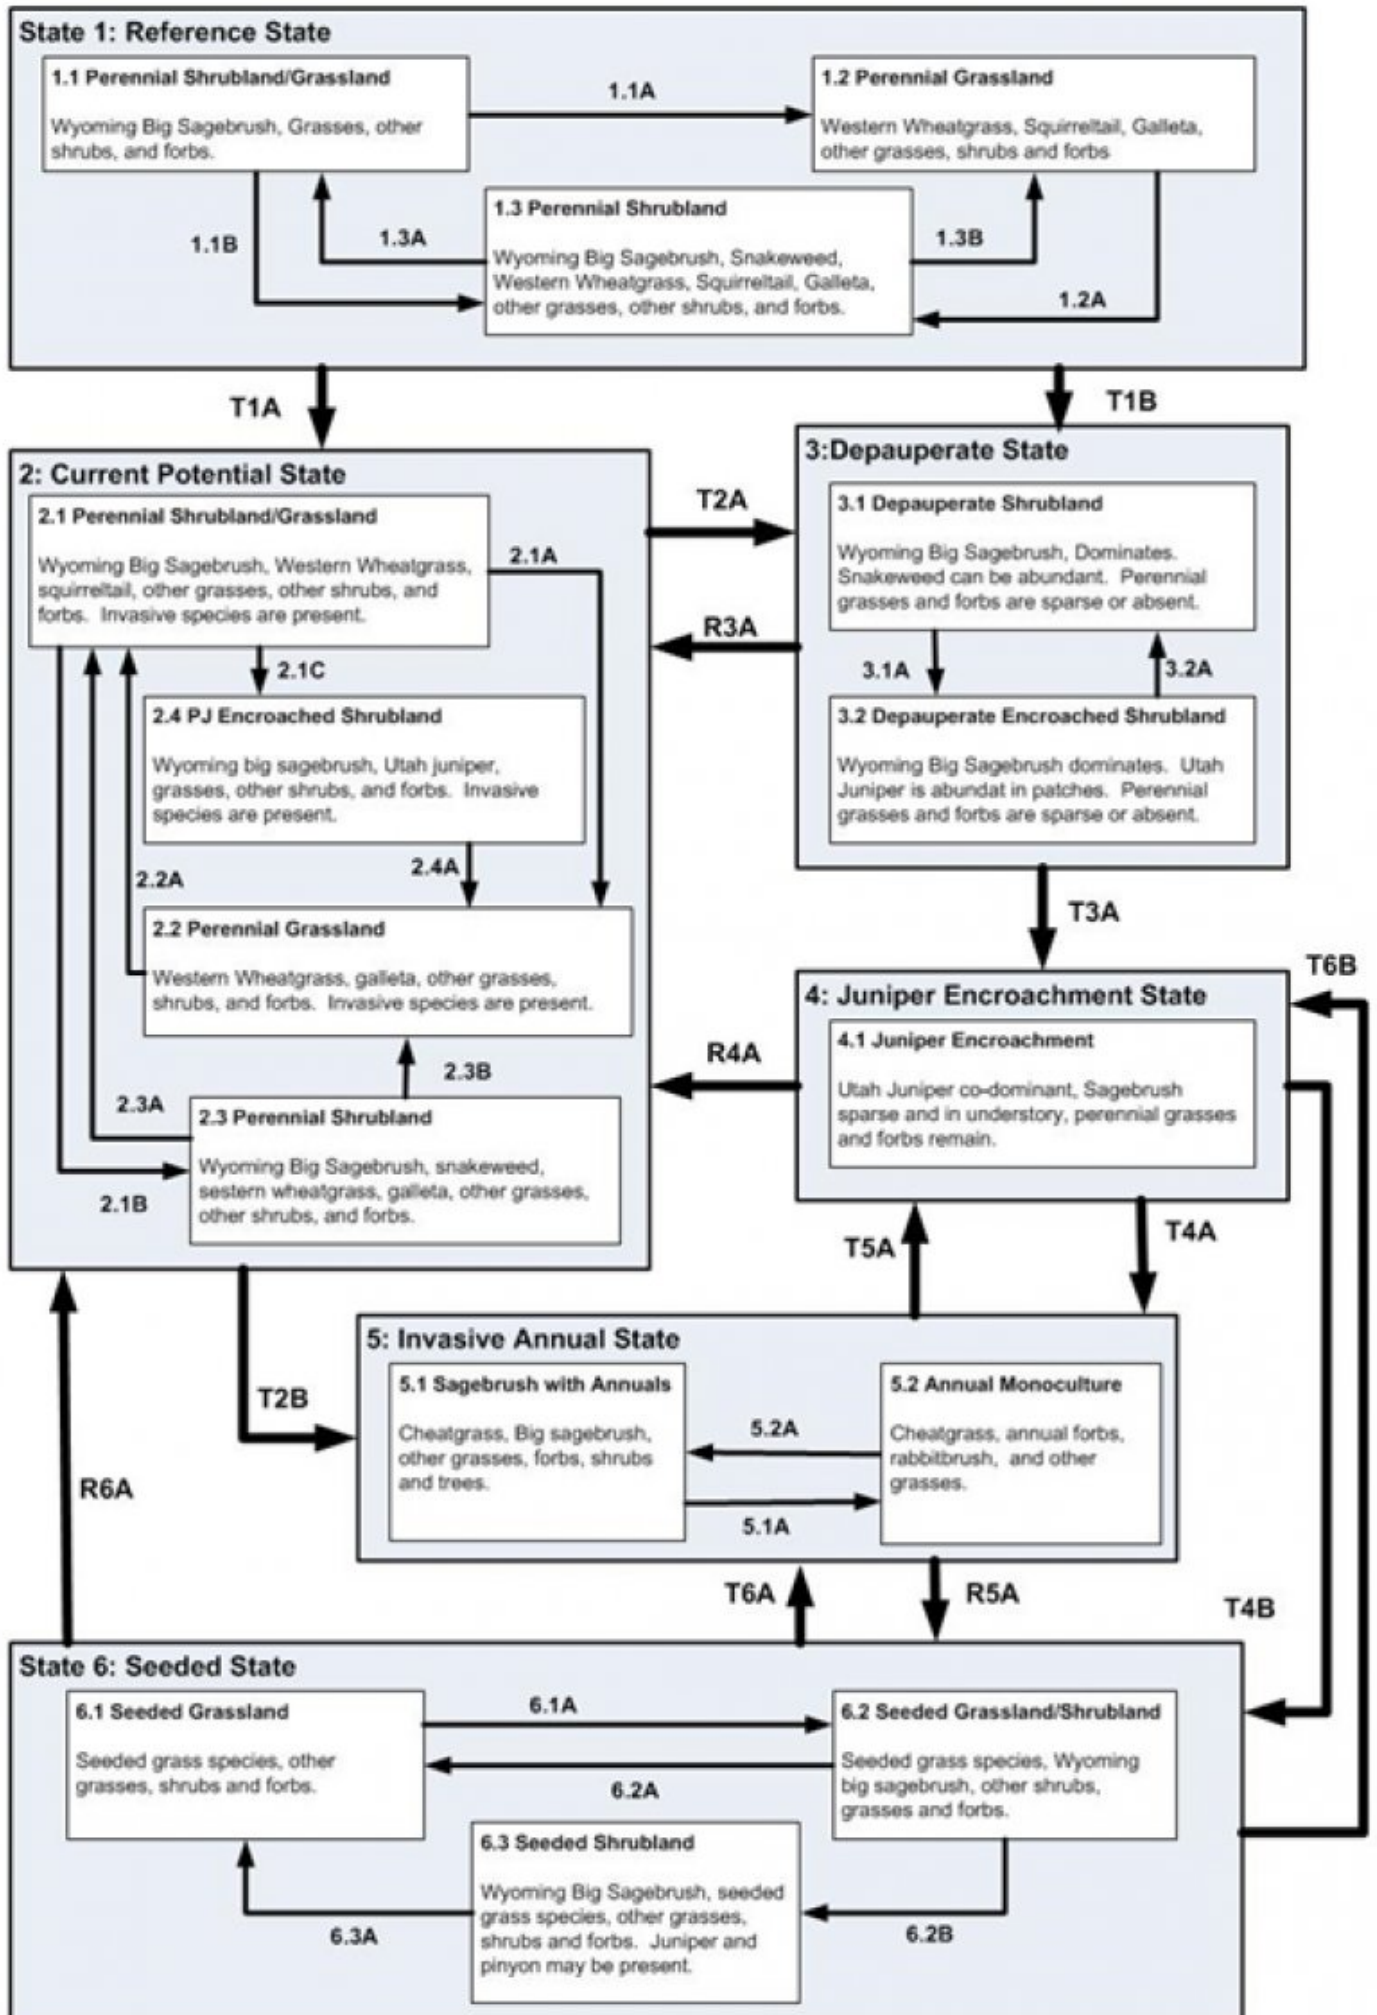 State 1: Reference State
1.1 Perennial Shrubland/Grassland
Wyoming Big Sagebrush, Grasses, other
shrubs, and forbs.
1.1A
1.2 Perennial Grassland
Western Wheatgrass, Squirreltail, Galleta,
other grasses, shrubs and forbs
1.1B
1.3A
1.3 Perennial Shrubland
Wyoming Big Sagebrush, Snakeweed,
Western Wheatgrass, Squirreltail, Galleta,
other grasses, other shrubs, and forbs.
1.3B
1.2A
T1A
T1B
2: Current Potential State
2.1 Perennial Shrubland/Grassland
Wyoming Big Sagebrush, Western Wheatgrass,
squirreltail, other grasses, other shrubs, and
forbs. Invasive species are present.
2.1A
2.1C
2.4 PJ Encroached Shrubland
Wyoming big sagebrush, Utah juniper,
grasses, other shrubs, and forbs. Invasive
species are present.
2.2A
2.4A
2.2 Perennial Grassland
Western Wheatgrass, galleta, other grasses,
shrubs, and forbs. Invasive species are present.
2.3B
2.3A
2.3 Perennial Shrubland
Wyoming Big Sagebrush, snakeweed,
sestern wheatgrass, galleta, other grasses,
other shrubs, and forbs.
2.1B
T2A
R3A
3:Depauperate State
3.1 Depauperate Shrubland
Wyoming Big Sagebrush, Dominates.
Snakeweed can be abundant. Perennial
grasses and forbs are sparse or absent.
3.1A
3.2A
3.2 Depauperate Encroached Shrubland
Wyoming Big Sagebrush dominates. Utah
Juniper is abundat in patches. Perennial
grasses and forbs are sparse or absent.
T3A
T6B
R4A
4: Juniper Encroachment State
4.1 Juniper Encroachment
Utah Juniper co-dominant, Sagebrush
sparse and in understory, perennial grasses
and forbs remain.
T5A
T4A
T2B
R6A
5: Invasive Annual State
5.1 Sagebrush with Annuals
Cheatgrass, Big sagebrush,
other grasses, forbs, shrubs
and trees.
5.2A
5.1A
5.2 Annual Monoculture
Cheatgrass, annual forbs,
rabbitbrush, and other
grasses.
T6A
R5A
T4B
State 6: Seeded State
6.1 Seeded Grassland
Seeded grass species, other
grasses, shrubs and forbs.
6.1A
6.2A
6.2 Seeded Grassland/Shrubland
Seeded grass species, Wyoming
big sagebrush, other shrubs,
grasses and forbs.
6.3 Seeded Shrubland
Wyoming Big Sagebrush, seeded
grass species, other grasses,
shrubs and forbs. Juniper and
pinyon may be present.
6.3A
6.2B